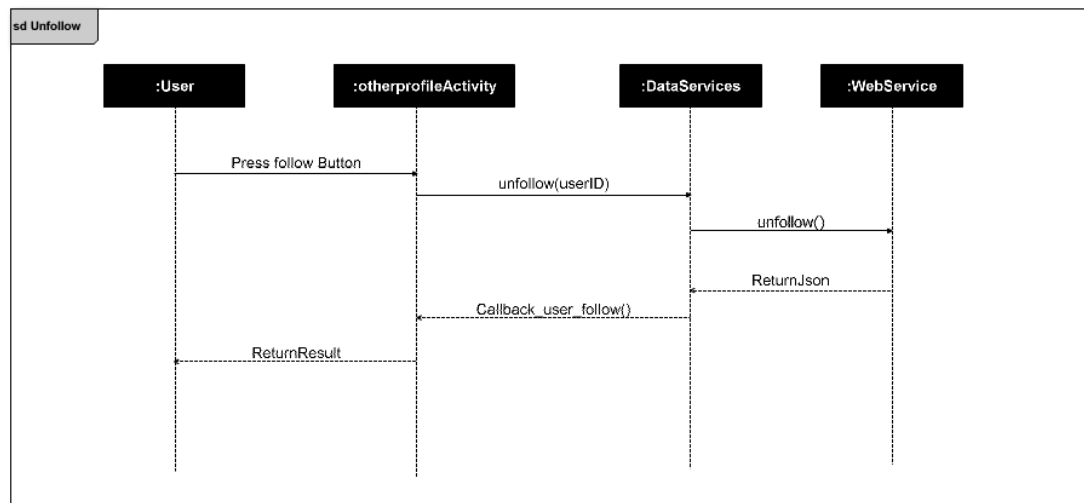 sd Unfollow
:User
:otherprofileActivity
:DataServices
:WebService
Press follow Button
unfollow(userID)
unfollow()
ReturnJson
Callback_user_follow()
ReturnResult